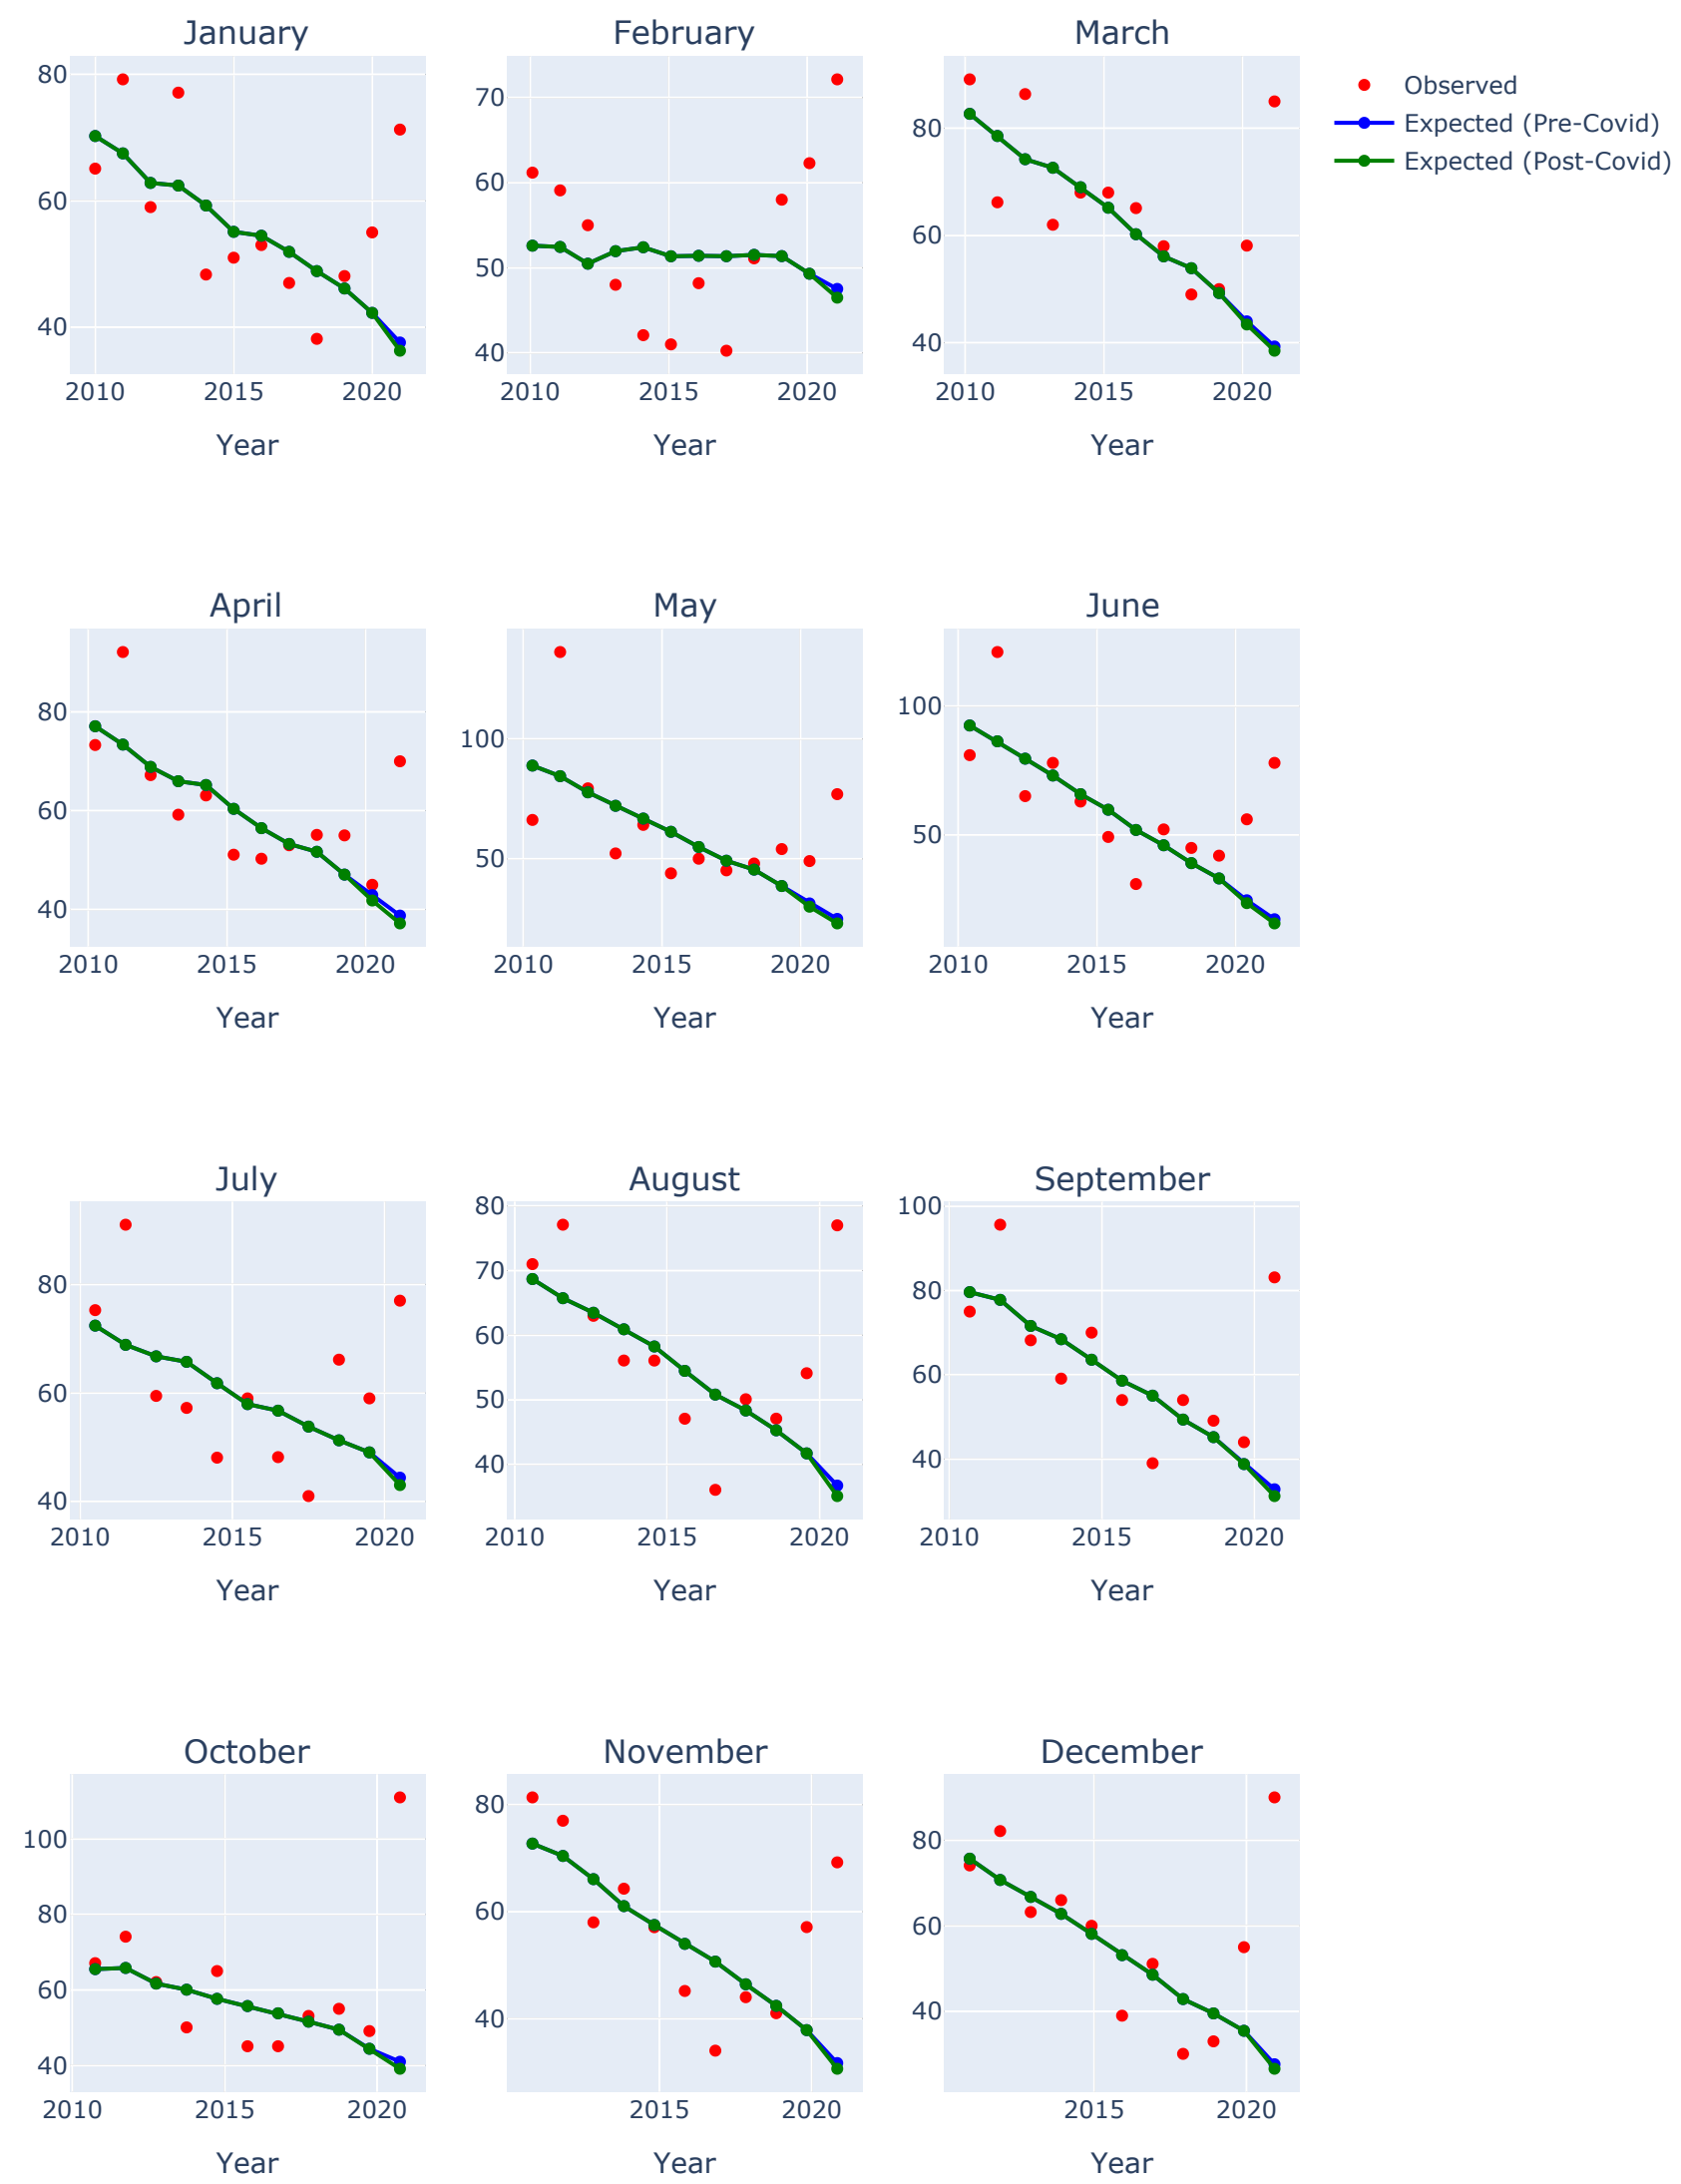 January
February
March
80
60
40
2010 2015 2020
Year
70
60
50
40
2010 2015 2020
Year
80
60
40
2010 2015 2020
Year
Observed
Expected (Pre-Covid)
Expected (Post-Covid)
April
May
June
80
60
40
2010 2015 2020
Year
100
50
2010 2015 2020
Year
100
50
2010 2015 2020
Year
July
August
September
80
60
40
2010 2015 2020
Year
80
70
60
50
40
2010 2015 2020
Year
100
80
60
40
2010 2015 2020
Year
October
November
December
100
80
60
40
2010 2015 2020
Year
80
60
40
2015 2020
Year
80
60
40
2015 2020
Year